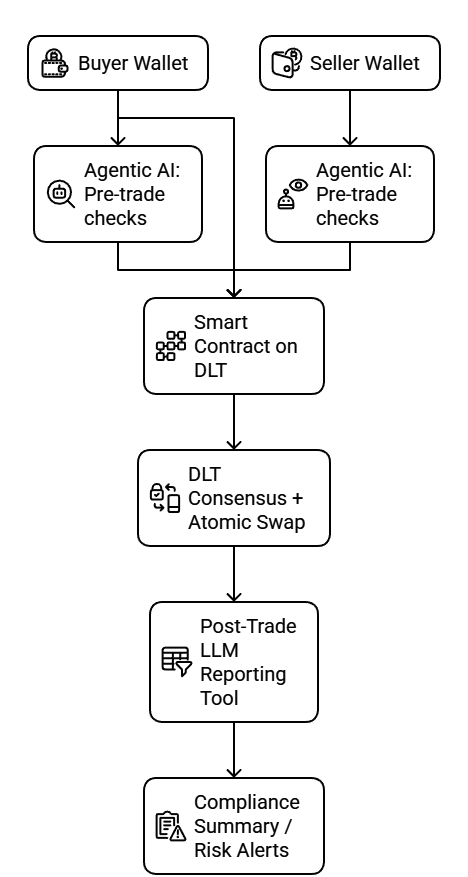 Buyer Wallet
Seller Wallet
Agentic AI:
Pre-trade
checks
Agentic AI:
Pre-trade
checks
Smart
Contract on
DLT
DLT
Consensus +
Atomic Swap
Post-Trade
LLM
Reporting
Tool
Compliance
Summary /
Risk Alerts